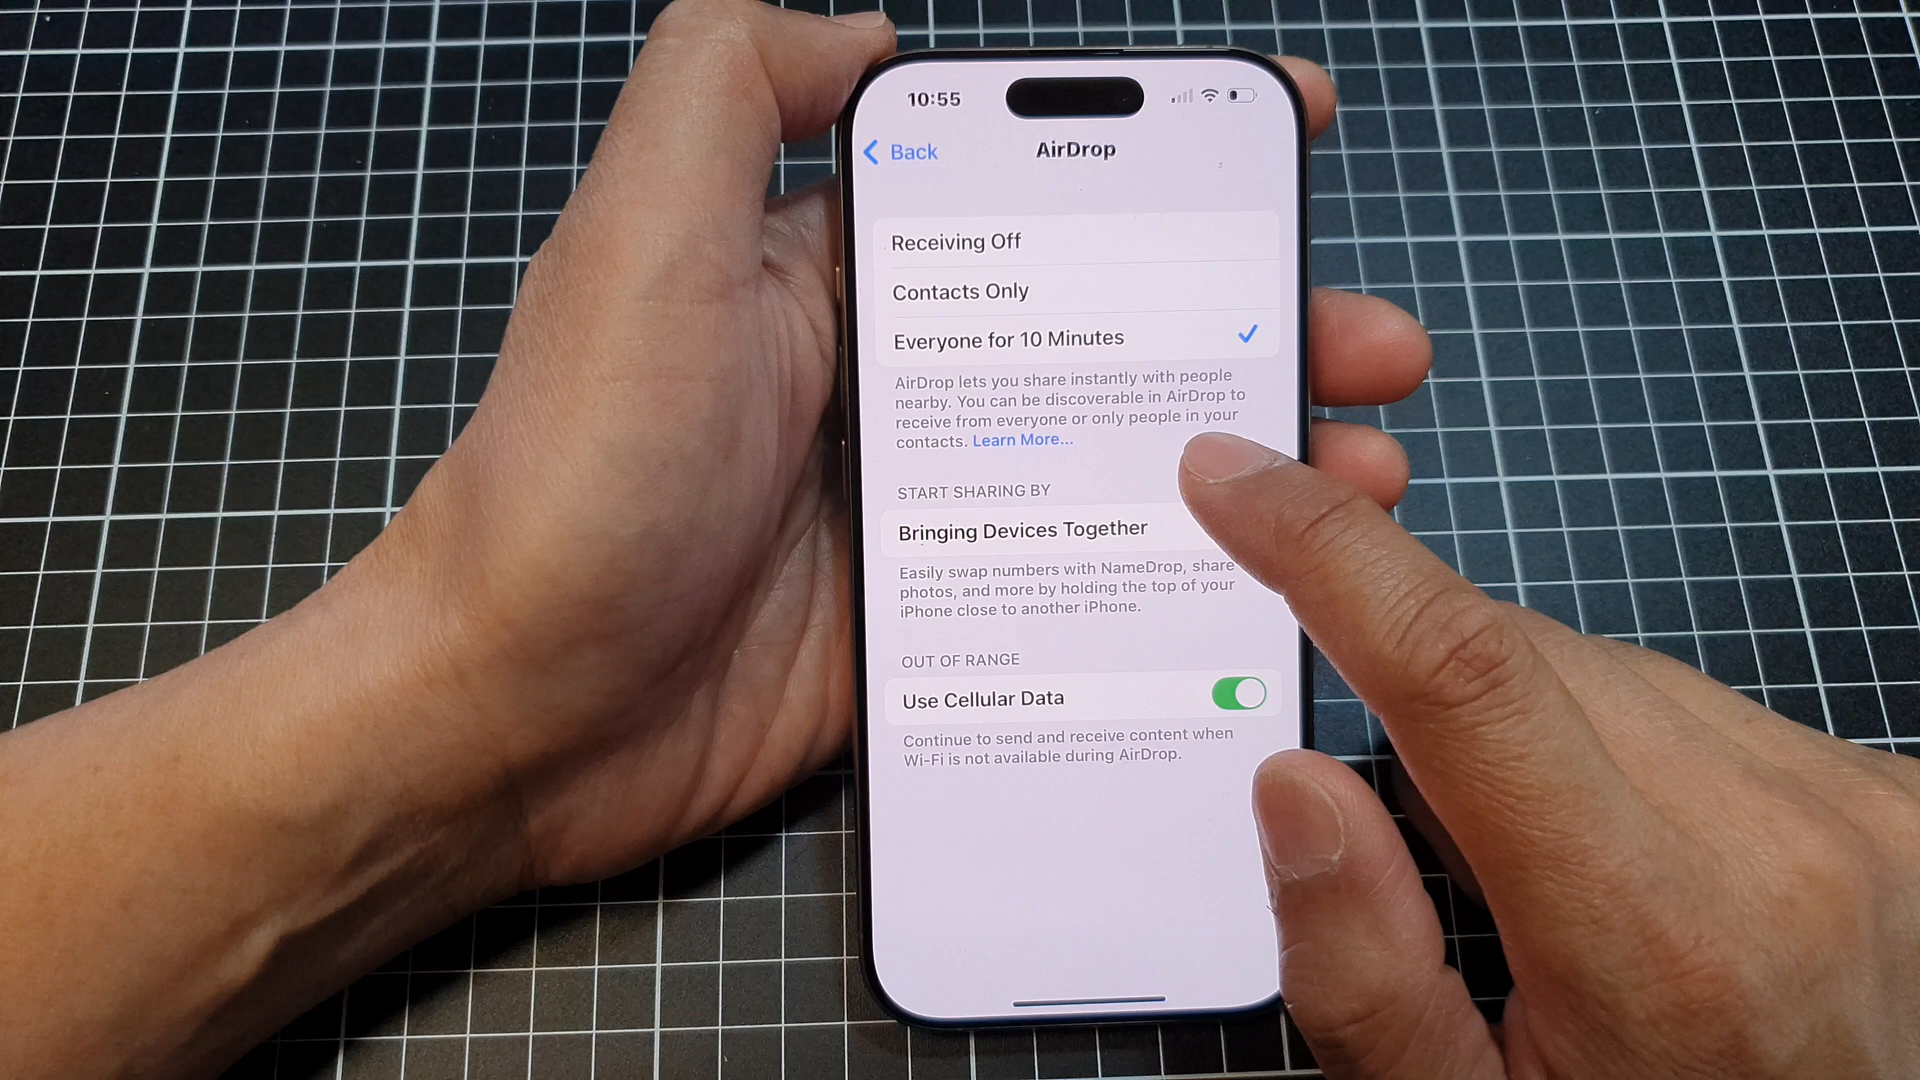 10:55
Back
AirDrop
Receiving Off
Contacts Only
Everyone for 10 Minutes
AirDrop lets you share instantly with people
nearby. You can be discoverable in AirDrop to
receive from everyone or only people in your
contacts. Learn More...
START SHARING BY
Bringing Devices Together
Easily swap numbers with NameDrop, share
photos, and more by holding the top of your
iPhone close to another iPhone.
OUT OF RANGE
Use Cellular Data
Continue to send and receive content when
Wi-Fi is not available during AirDrop.